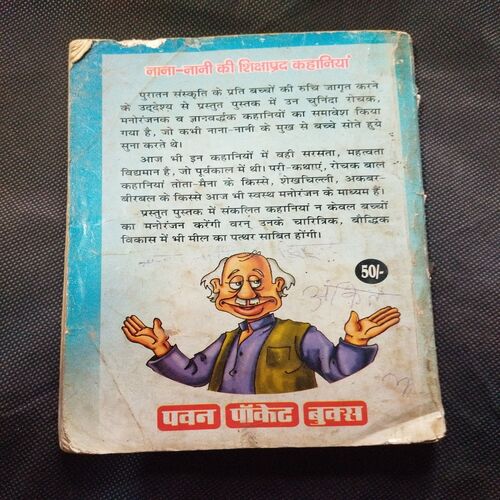 नाना-नानी की शिक्षाप्रद कहानियां
पुरातन संस्कृति के प्रति बच्चों की रुचि जागृत करने
के उद्देश्य से प्रस्तुत पुस्तक में उन चुनिंदा रोचक,
मनोरंजनक व ज्ञानवर्द्धक कहानियों का समावेश किया
गया है, जो कभी नाना-नानी के मुख से बच्चे सोते हुये
सुना करते थे।
आज भी इन कहानियों में वही सरसता, महत्वता
विद्यमान है, जो पूर्वकाल में थी। परी-कथाएं, रोचक बाल
कहानियां तोता-मैना के किस्से, शेखचिल्ली, अकबर-
बीरबल के किस्से आज भी स्वस्थ मनोरंजन के माध्यम हैं।
प्रस्तुत पुस्तक में संकलित कहानियां न केवल बच्चों
का मनोरंजन करेंगी वरन् उनके चारित्रिक, बौद्धिक
विकास में भी मील का पत्थर साबित होंगी।
50/-
पवन पॉकेट बुक्स